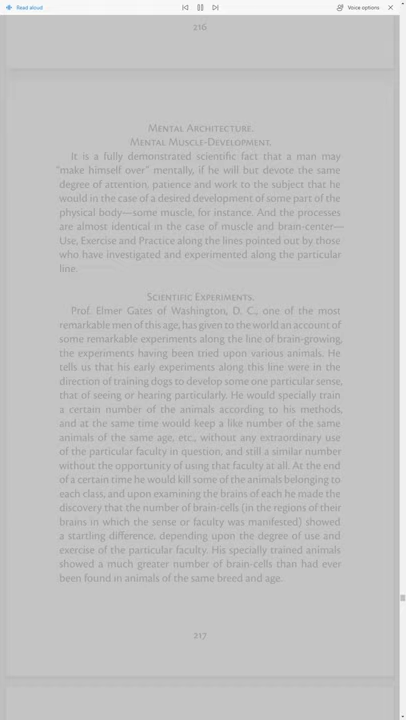 Read aloud
Voice options
216
Mental Architecture.
Mental Muscle-Development.
It is a fully demonstrated scientific fact that a man may
"make himself over" mentally, if he will but devote the same
degree of attention, patience and work to the subject that he
would in the case of a desired development of some part of the
physical body—some muscle, for instance. And the processes
are almost identical in the case of muscle and brain-center—
Use, Exercise and Practice along the lines pointed out by those
who have investigated and experimented along the particular
line.
Scientific Experiments.
Prof. Elmer Gates of Washington, D. C., one of the most
remarkable men of this age, has given to the world an account of
some remarkable experiments along the line of brain-growing,
the experiments having been tried upon various animals. He
tells us that his early experiments along this line were in the
direction of training dogs to develop some one particular sense,
that of seeing or hearing particularly. He would specially train
a certain number of the animals according to his methods,
and at the same time would keep a like number of the same
animals of the same age, etc., without any extraordinary use
of the particular faculty in question, and still a similar number
without the opportunity of using that faculty at all. At the end
of a certain time he would kill some of the animals belonging to
each class, and upon examining the brains of each he made the
discovery that the number of brain-cells (in the regions of their
brains in which the sense or faculty was manifested) showed
a startling difference, depending upon the degree of use and
exercise of the particular faculty. His specially trained animals
showed a much greater number of brain-cells than had ever
been found in animals of the same breed and age.
217